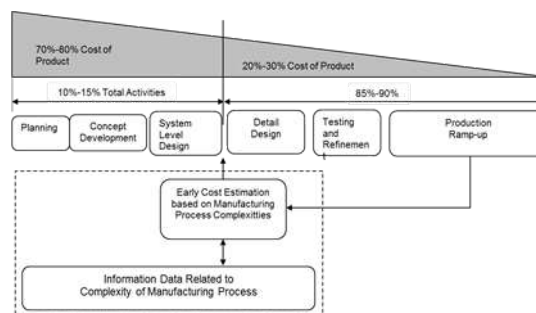 70%-80% Cost of
Product
20%-30% Cost of Product
10%-15% Total Activities
85%-90%
Planning
Concept
Development
System
Level
Design
Detail
Design
Testing
and
Refinemen
t
Production
Ramp-up
Early Cost Estimation
based on Manufacturing
Process Complexitties
Information Data Related to
Complexity of Manufacturing Process